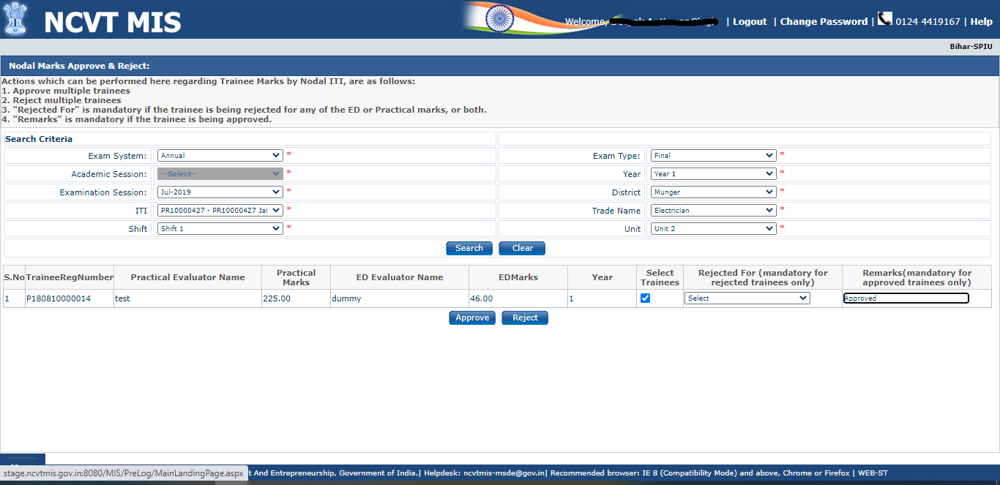 NCVT MIS
Welcome, | Logout | Change Password | 0124 4419167 | Help
Bihar-SPIU
Nodal Marks Approve & Reject:
Actions which can be performed here regarding Trainee Marks by Nodal ITI, are as follows:
1. Approve multiple trainees
2. Reject multiple trainees
3. "Rejected For" is mandatory if the trainee is being rejected for any of the ED or Practical marks, or both.
4. "Remarks" is mandatory if the trainee is being approved.
Search Criteria
Exam System: Annual * Exam Type: Final *
Academic Session: --Select-- * Year Year 1 *
Examination Session: Jul-2019 * District Munger *
ITI PR10000427 - PR10000427 Jai * Trade Name Electrician *
Shift Shift 1 * Unit Unit 2 *
Search Clear
S.No TraineeRegNumber Practical Evaluator Name Practical Marks ED Evaluator Name EDMarks Year Select Trainees Rejected For (mandatory for rejected trainees only) Remarks(mandatory for approved trainees only)
1 P180810000014 test 225.00 dummy 46.00 1 Select Approved
Approve Reject
stage.ncvtmis.gov.in:8080/MIS/PreLog/MainLandingPage.aspx t And Entrepreneurship, Government of India.| Helpdesk: ncvtmis-msde@gov.in| Recommended browser: IE 8 (Compatibility Mode) and above, Chrome or Firefox | WEB-ST